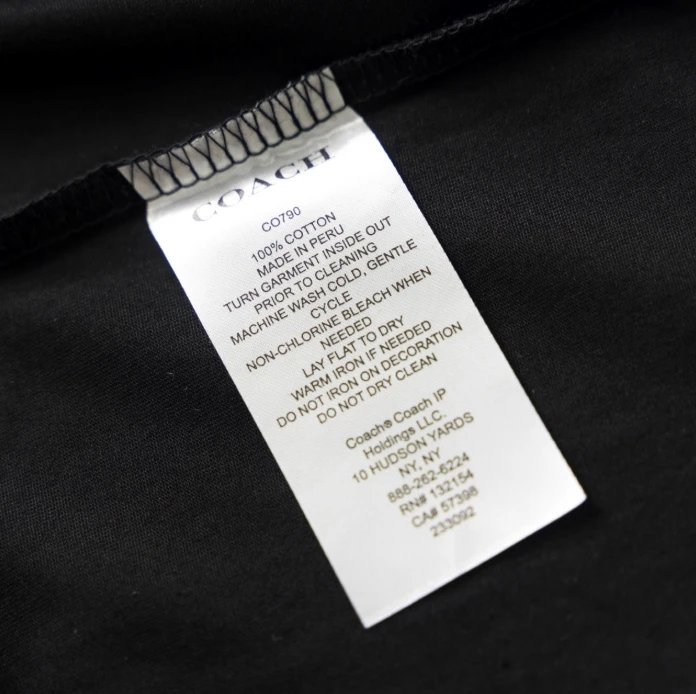 COACH
CO790
100% COTTON
MADE IN PERU
TURN GARMENT INSIDE OUT
PRIOR TO CLEANING
MACHINE WASH COLD, GENTLE
CYCLE
NON-CHLORINE BLEACH WHEN
NEEDED
LAY FLAT TO DRY
WARM IRON IF NEEDED
DO NOT IRON ON DECORATION
DO NOT DRY CLEAN
Coach® Coach IP
Holdings LLC.
10 HUDSON YARDS
NY, NY
888-262-6224
RN# 132154
CA# 57398
233092